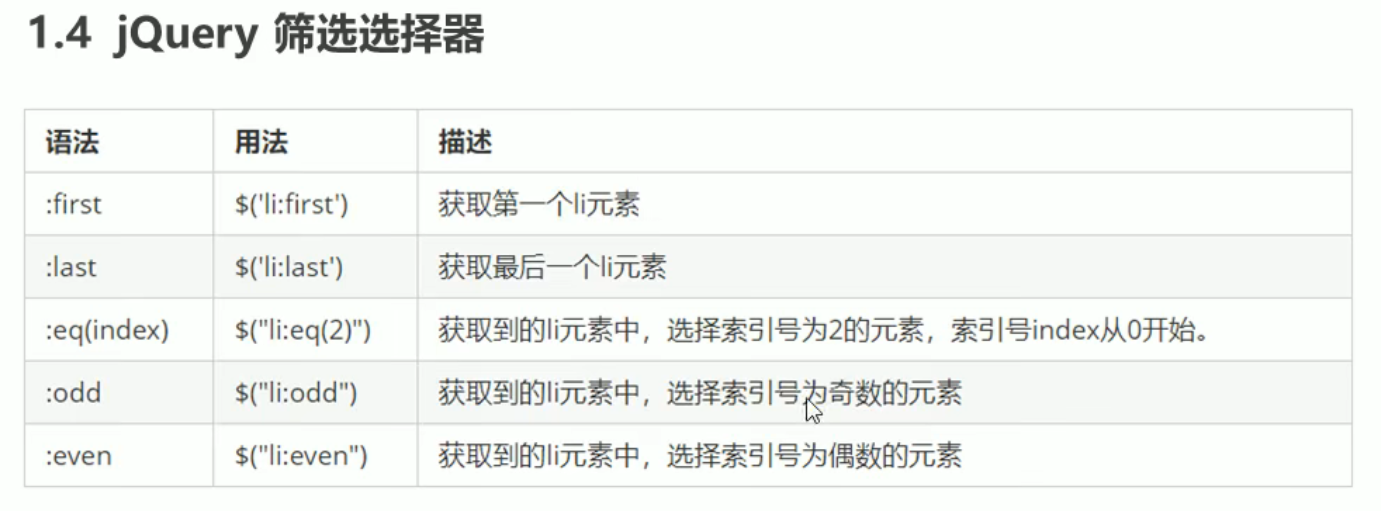 1.4 jQuery 筛选选择器
语法 用法 描述
:first $('li:first') 获取第一个li元素
:last $('li:last') 获取最后一个li元素
:eq(index) $("li:eq(2)") 获取到的li元素中，选择索引号为2的元素，索引号index从0开始。
:odd $("li:odd") 获取到的li元素中，选择索引号为奇数的元素
:even $("li:even") 获取到的li元素中，选择索引号为偶数的元素